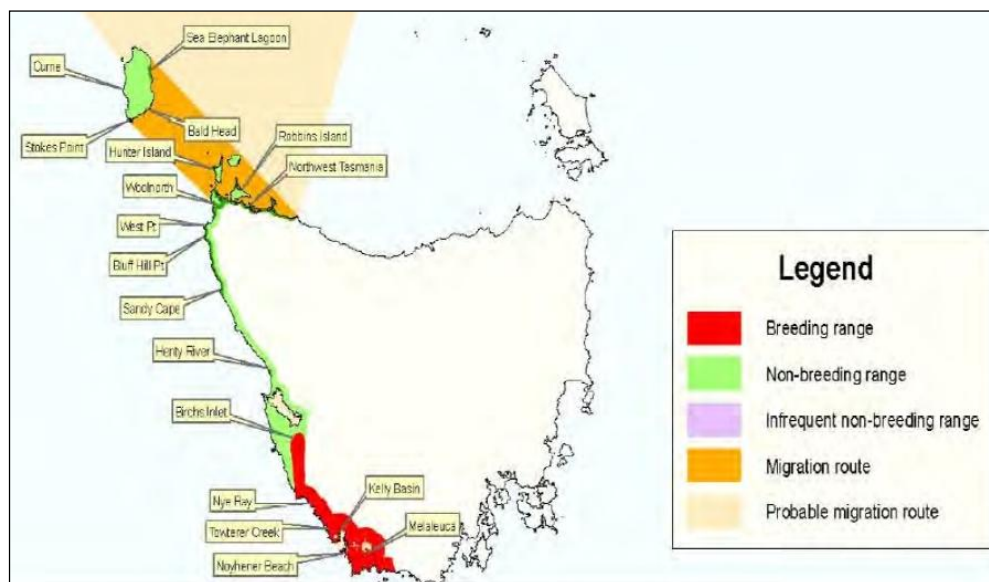 Sea Elephant Lagoon
Currie
Bald Head
Stokes Point
Robbins Island
Hunter Island
Northwest Tasmania
Woolnorth
West Pt
Bluff Hill Pt
Sandy Cape
Henty River
Birchs Inlet
Kelly Basin
Nye Bay
Melaleuca
Towterer Creek
Noyhener Beach
Legend
Breeding range
Non-breeding range
Infrequent non-breeding range
Migration route
Probable migration route